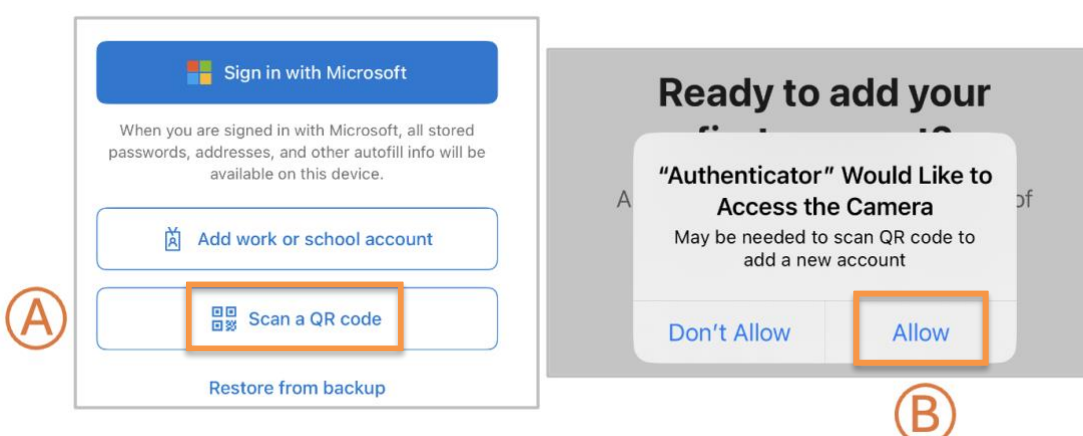 Sign in with Microsoft
When you are signed in with Microsoft, all stored
passwords, addresses, and other autofill info will be
available on this device.
Add work or school account
A
Scan a QR code
Restore from backup
Ready to add your
“Authenticator” Would Like to
Access the Camera
A
of
May be needed to scan QR code to
add a new account
Don't Allow
Allow
B